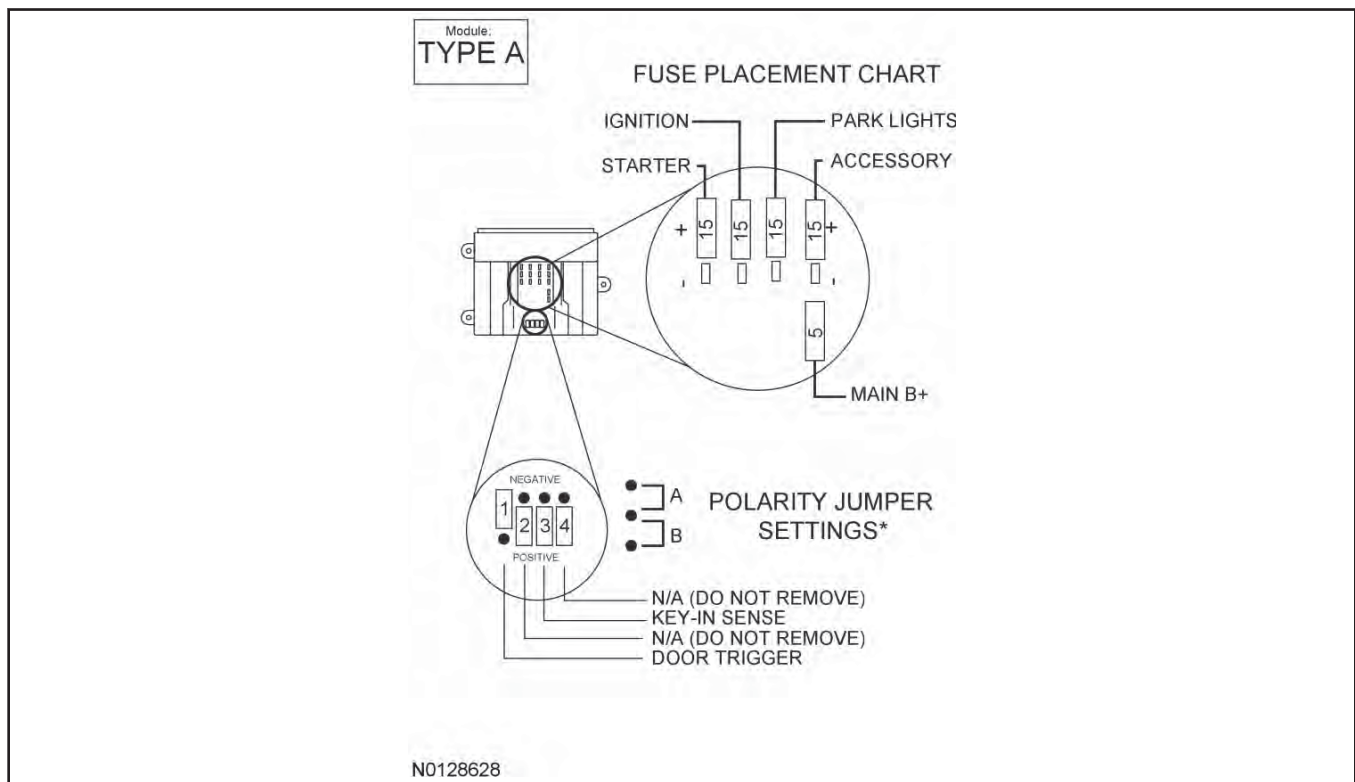 Module:
TYPE A
FUSE PLACEMENT CHART
IGNITION
PARK LIGHTS
STARTER
ACCESSORY
+ 15 15 15 15 +
- -
5
MAIN B+
NEGATIVE
1 2 3 4
POSITIVE
A
B
POLARITY JUMPER
SETTINGS*
N/A (DO NOT REMOVE)
KEY-IN SENSE
N/A (DO NOT REMOVE)
DOOR TRIGGER
N0128628